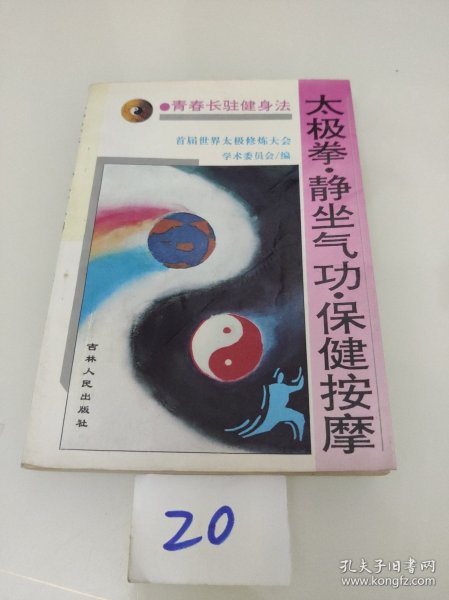 ●青春长驻健身法
首届世界太极修炼大会
学术委员会/编
太极拳·静坐气功·保健按摩
吉林人民出版社
20
孔夫子旧书网
www.kongfz.com